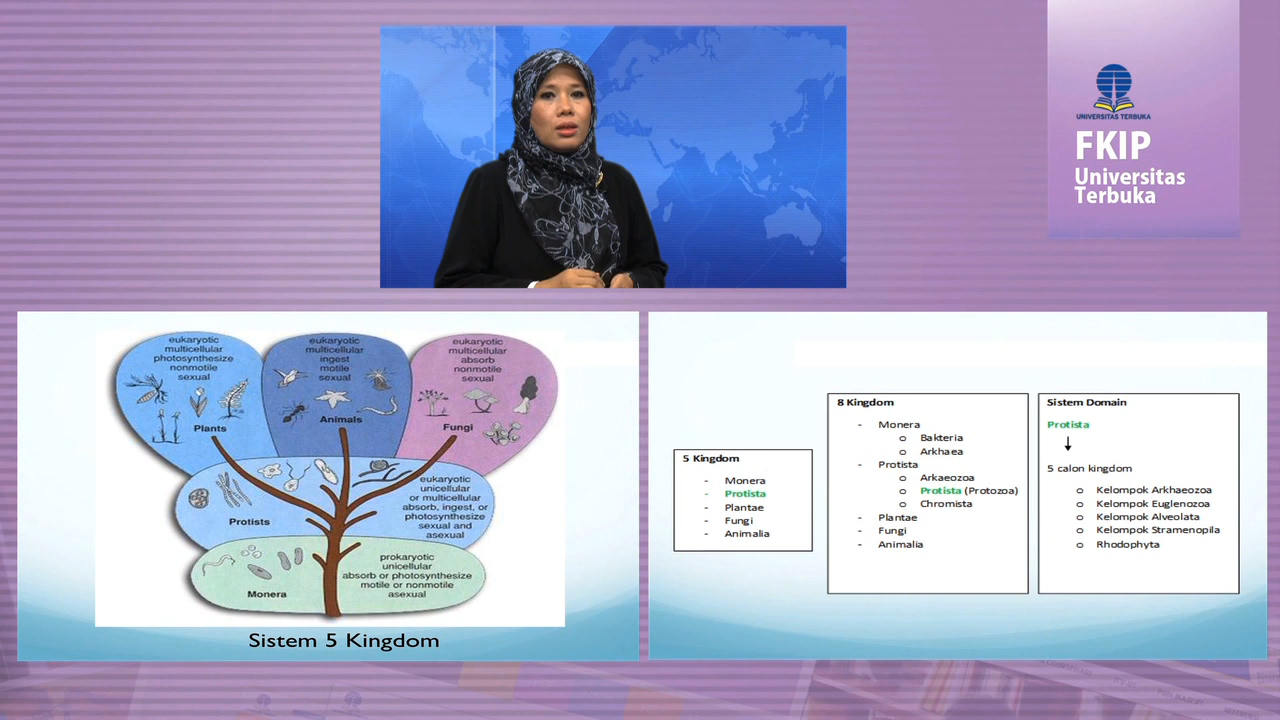 UNIVERSITAS TERBUKA
FKIP
Universitas
Terbuka
eukaryotic
multicellular
photosynthesize
nonmotile
sexual
Plants
eukaryotic
multicellular
ingest
motile
sexual
Animals
eukaryotic
multicellular
absorb
nonmotile
sexual
Fungi
eukaryotic
unicellular
or multicellular
absorb, ingest, or
photosynthesize
sexual and
asexual
Protists
prokaryotic
unicellular
absorb or photosynthesize
motile or nonmotile
asexual
Monera
Sistem 5 Kingdom
5 Kingdom
- Monera
- Protista
- Plantae
- Fungi
- Animalia
8 Kingdom
- Monera
o Bakteria
o Arkhaea
- Protista
o Arkaeozoa
o Protista (Protozoa)
o Chromista
- Plantae
- Fungi
- Animalia
Sistem Domain
Protista
5 calon kingdom
o Kelompok Arkhaeozoa
o Kelompok Euglenozoa
o Kelompok Alveolata
o Kelompok Stramenopila
o Rhodophyta